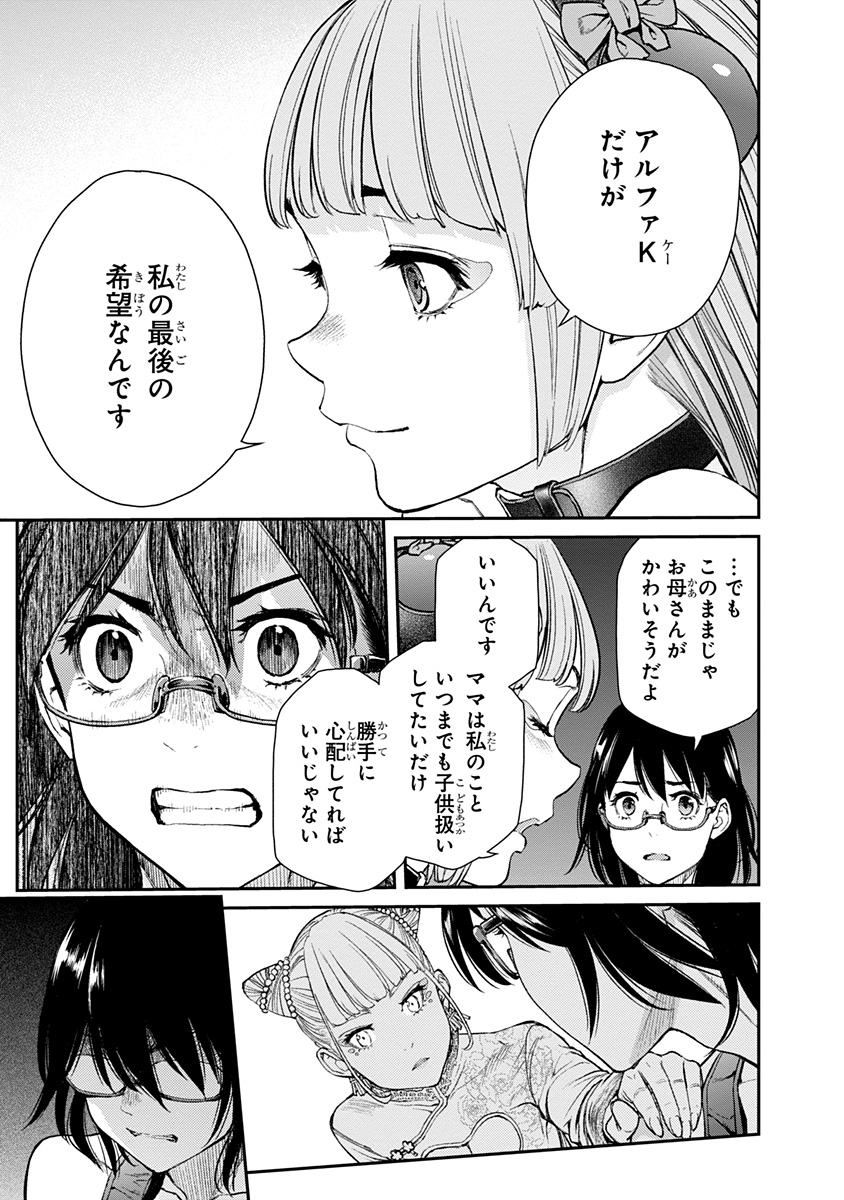 アルファK
だけが
私の最後の
希望なんです
…でも
このままじゃ
お母さんが
かわいそうだよ
いいんです
ママは私のこと
いつまでも子供扱い
してたいだけ
勝手に
心配してれば
いいじゃない